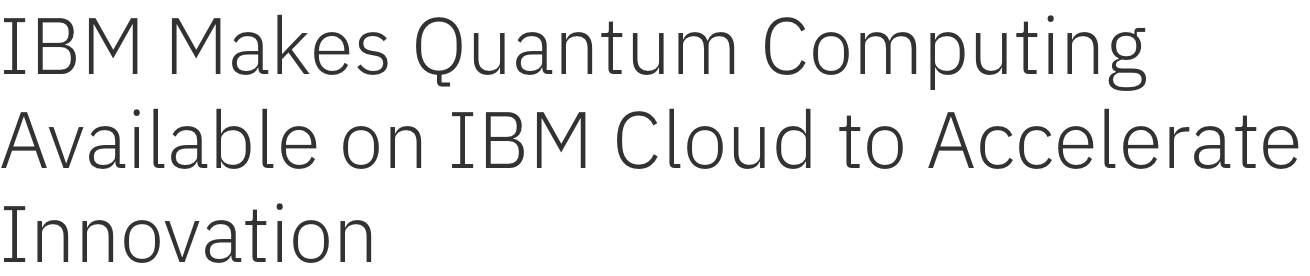 IBM Makes Quantum Computing
Available on IBM Cloud to Accelerate
Innovation